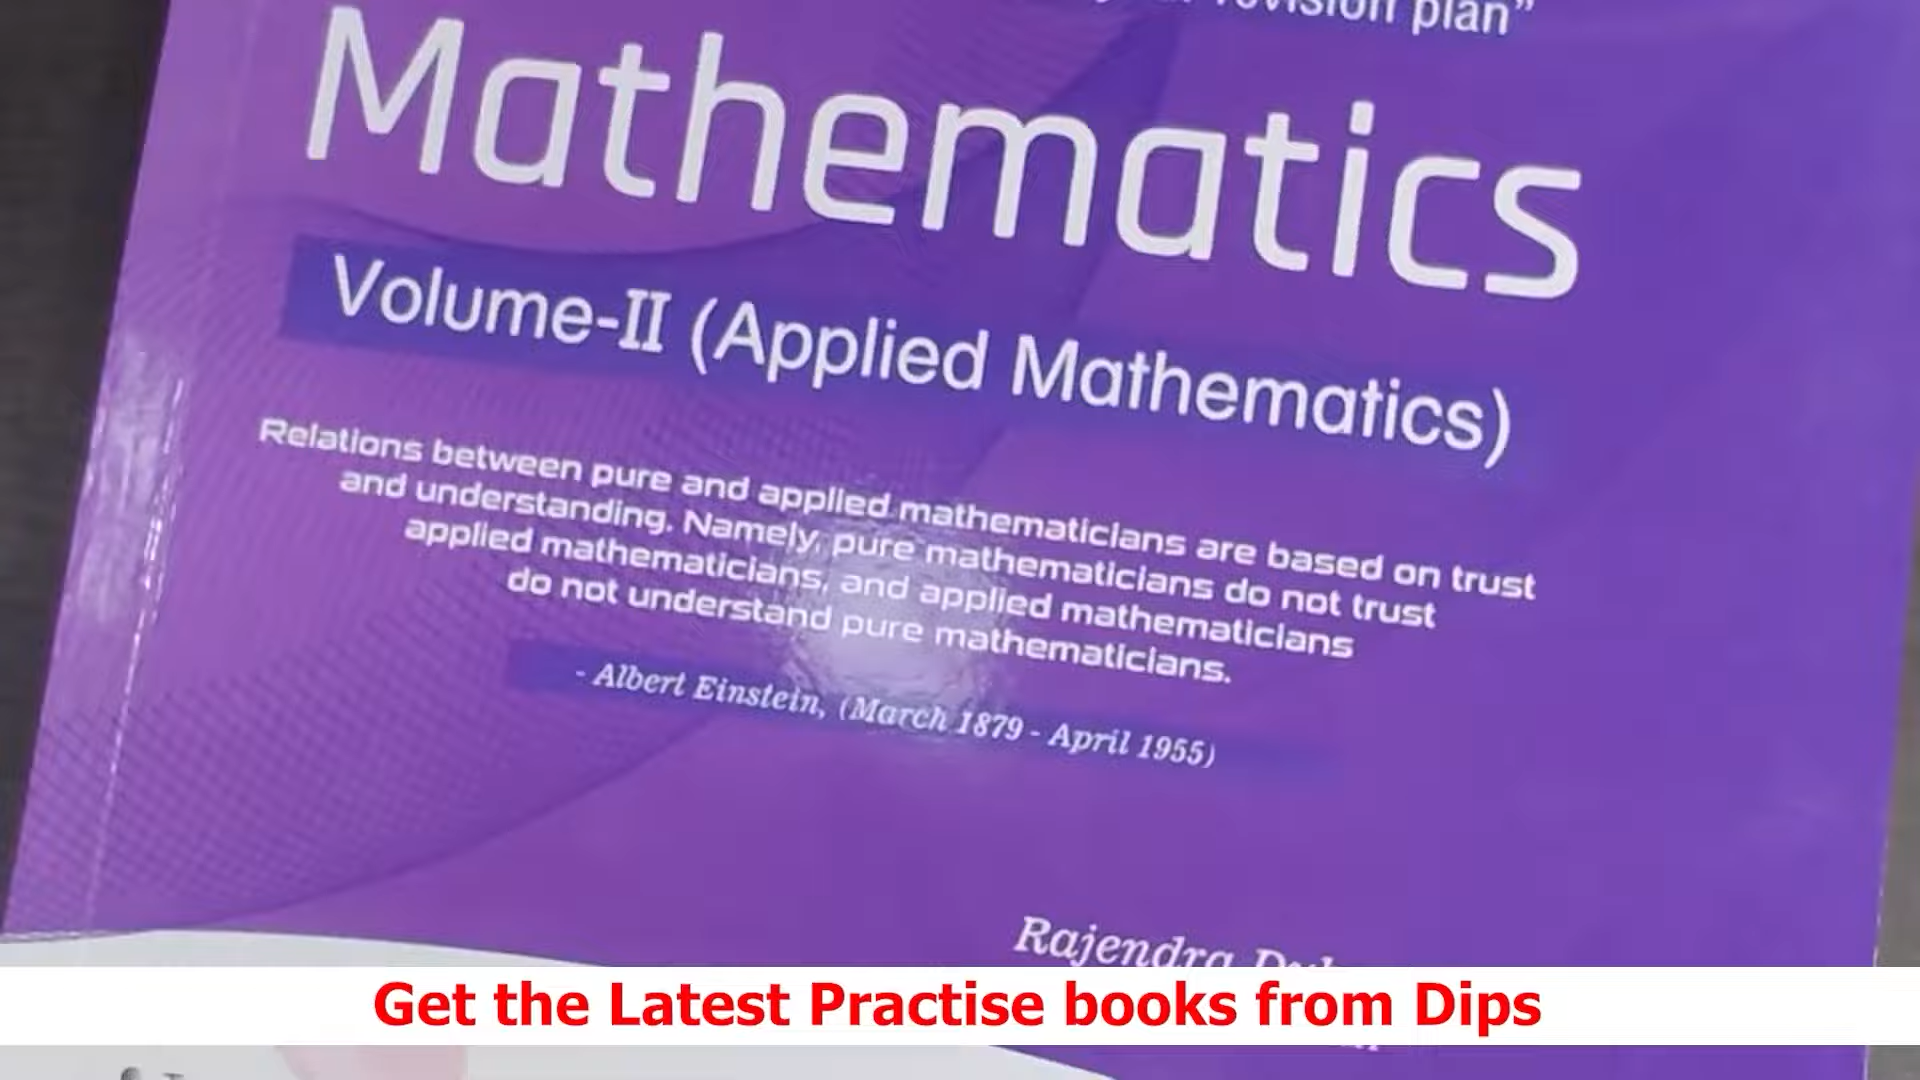 revision plan”
Mathematics
Volume-II (Applied Mathematics)
Relations between pure and applied mathematicians are based on trust
and understanding. Namely, pure mathematicians do not trust
applied mathematicians, and applied mathematicians
do not understand pure mathematicians.
- Albert Einstein, (March 1879 - April 1955)
Rajendra
Get the Latest Practise books from Dips